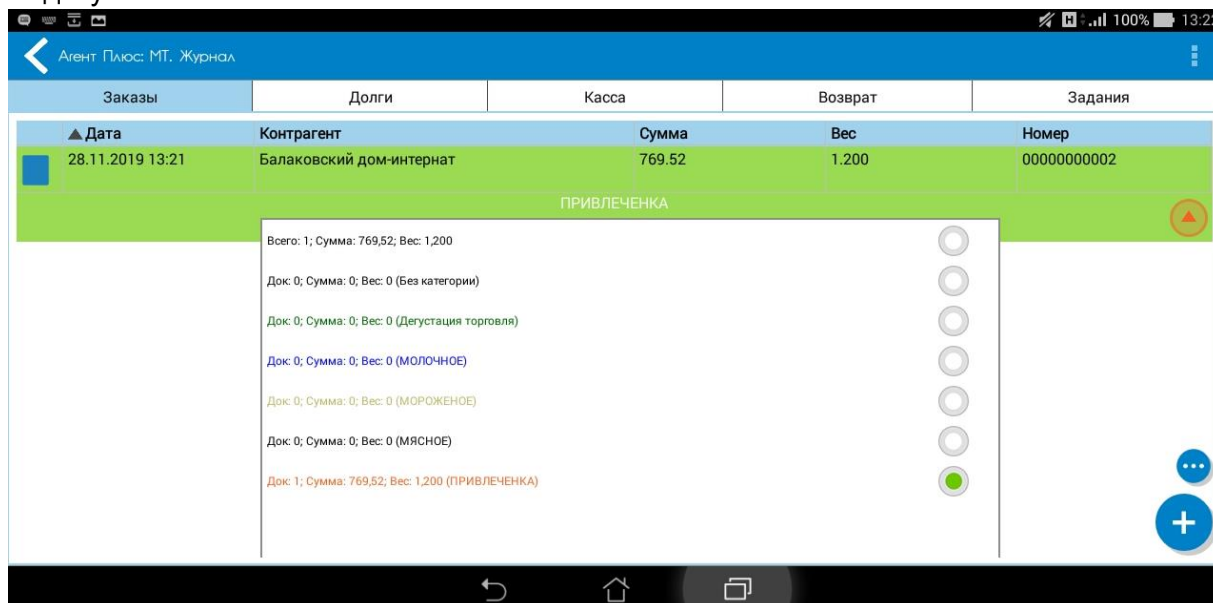 100% 13:22
Агент Плюс: МТ. Журнал
Заказы Долги Касса Возврат Задания
▲Дата Контрагент Сумма Вес Номер
28.11.2019 13:21 Балаковский дом-интернат 769.52 1.200 00000000002
ПРИВЛЕЧЕНКА
Всего: 1; Сумма: 769,52; Вес: 1,200
Док: 0; Сумма: 0; Вес: 0 (Без категории)
Док: 0; Сумма: 0; Вес: 0 (Дегустация торговля)
Док: 0; Сумма: 0; Вес: 0 (МОЛОЧНОЕ)
Док: 0; Сумма: 0; Вес: 0 (МОРОЖЕНОЕ)
Док: 0; Сумма: 0; Вес: 0 (МЯСНОЕ)
Док: 1; Сумма: 769,52; Вес: 1,200 (ПРИВЛЕЧЕНКА)